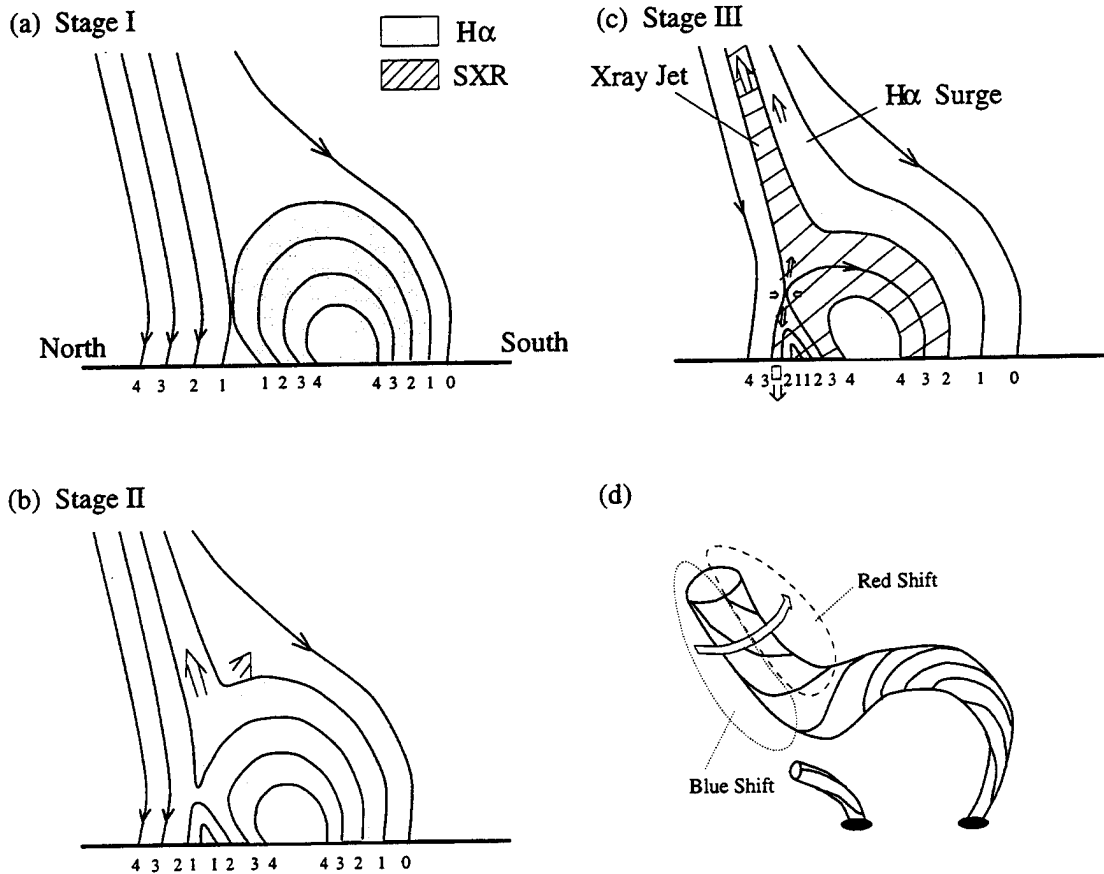 (a) Stage I
Hα
SXR
North
South
4 3 2 1 1 2 3 4 4 3 2 1 0
(c) Stage III
Xray Jet
Hα Surge
4 3 2 1 1 2 3 4 4 3 2 1 0
(b) Stage II
4 3 2 1 1 2 3 4 4 3 2 1 0
(d)
Red Shift
Blue Shift